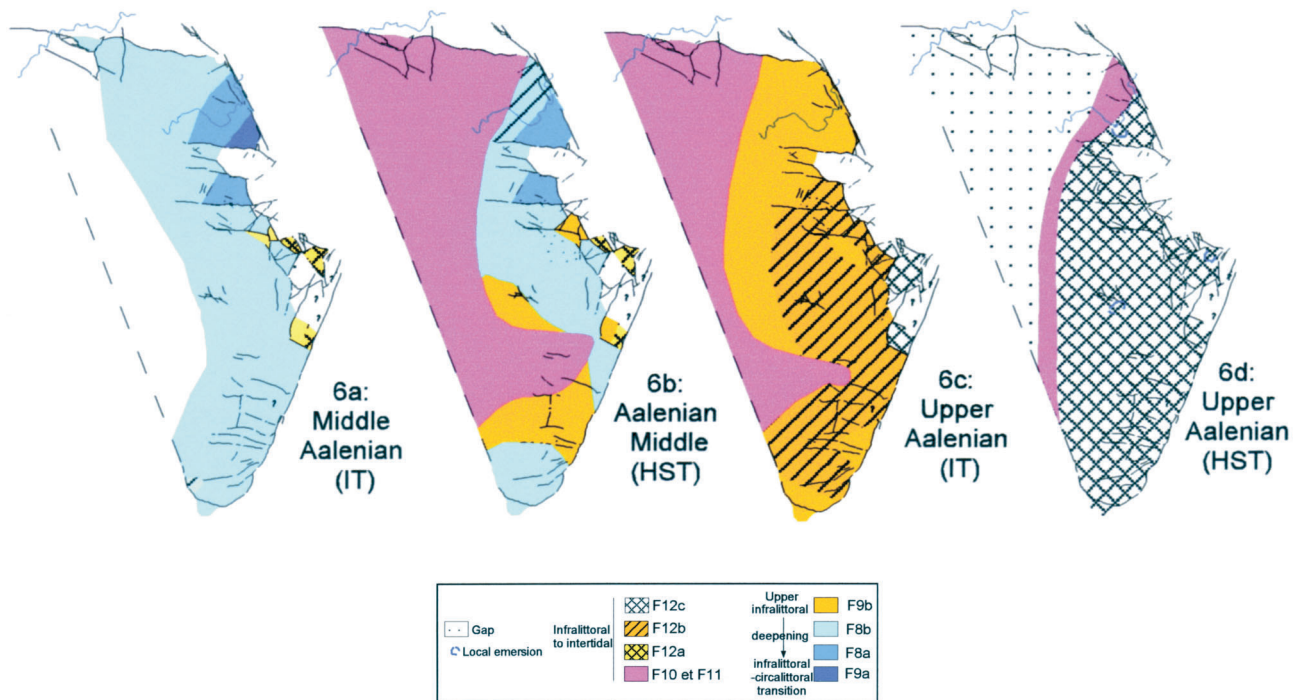 6a:
Middle
Aalenian
(IT)
6b:
Aalenian
Middle
(HST)
6c:
Upper
Aalenian
(IT)
6d:
Upper
Aalenian
(HST)
Gap
Local emersion
Infralittoral
to intertidal
F12c
F12b
F12a
F10 et F11
Upper
infralittoral
deepening
infralittoral
-circalittoral
transition
F9b
F8b
F8a
F9a